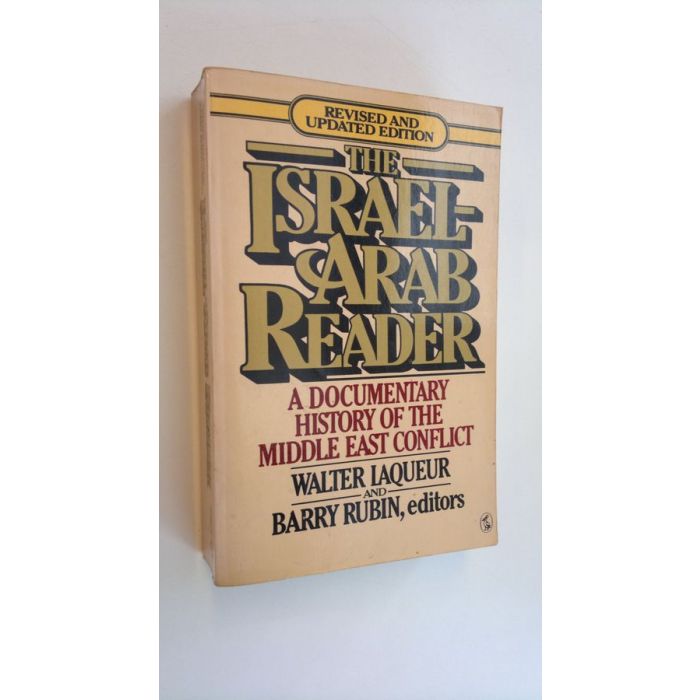 REVISED AND
UPDATED EDITION
THE
ISRAEL-
ARAB
READER
A DOCUMENTARY
HISTORY OF THE
MIDDLE EAST CONFLICT
WALTER LAQUEUR
AND
BARRY RUBIN, editors